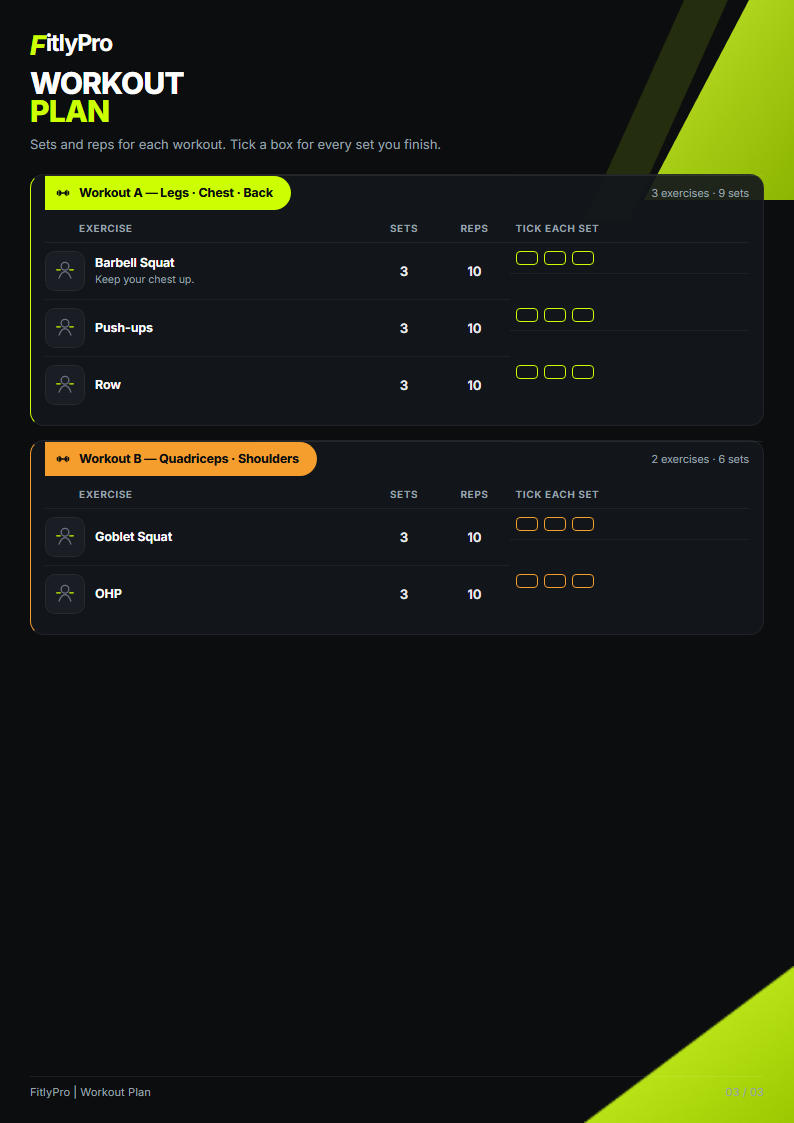 FitlyPro
WORKOUT
PLAN
Sets and reps for each workout. Tick a box for every set you finish.
Workout A — Legs · Chest · Back
3 exercises · 9 sets
EXERCISE SETS REPS TICK EACH SET
Barbell Squat
Keep your chest up.
3 10
Push-ups 3 10
Row 3 10
Workout B — Quadriceps · Shoulders
2 exercises · 6 sets
EXERCISE SETS REPS TICK EACH SET
Goblet Squat 3 10
OHP 3 10
FitlyPro | Workout Plan
03 / 03